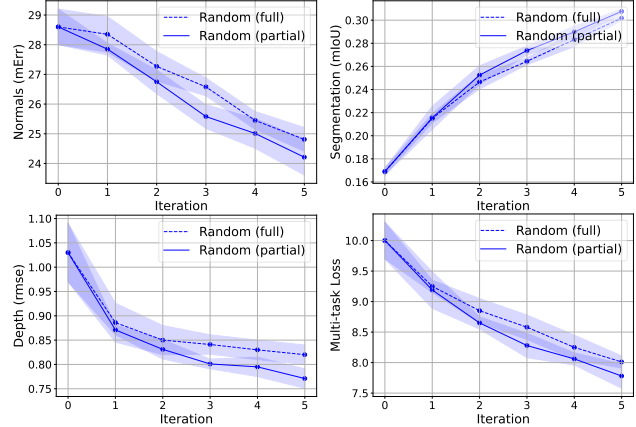 29
28
27
26
25
24
Normals (mErr)
Random (full)
Random (partial)
0 1 2 3 4 5
Iteration
0.30
0.28
0.26
0.24
0.22
0.20
0.18
0.16
Segmentation (mIoU)
Random (full)
Random (partial)
0 1 2 3 4 5
Iteration
1.10
1.05
1.00
0.95
0.90
0.85
0.80
0.75
Depth (rmse)
Random (full)
Random (partial)
0 1 2 3 4 5
Iteration
10.0
9.5
9.0
8.5
8.0
7.5
Multi-task Loss
Random (full)
Random (partial)
0 1 2 3 4 5
Iteration